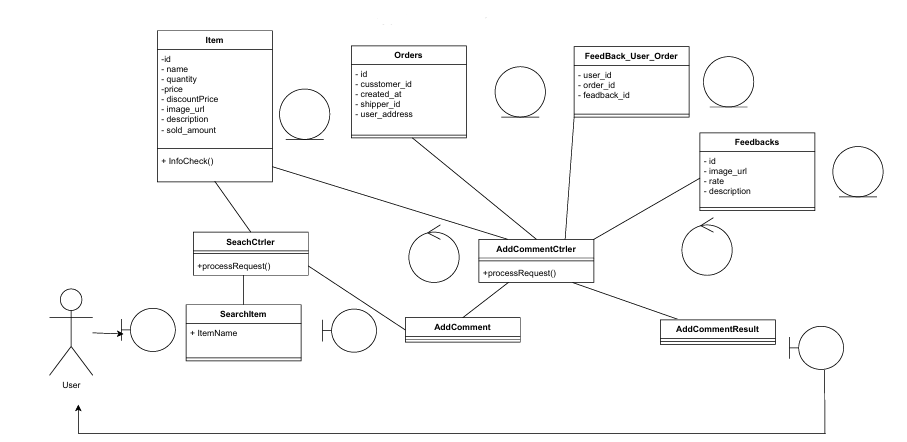 Item
-id
- name
- quantity
-price
- discountPrice
- image_url
- description
- sold_amount
+ InfoCheck()
Orders
- id
- cusstomer_id
- created_at
- shipper_id
- user_address
FeedBack_User_Order
- user_id
- order_id
- feadback_id
Feedbacks
- id
- image_url
- rate
- description
SeachCtrler
+processRequest()
AddCommentCtrler
+processRequest()
SearchItem
+ ItemName
AddComment
AddCommentResult
User